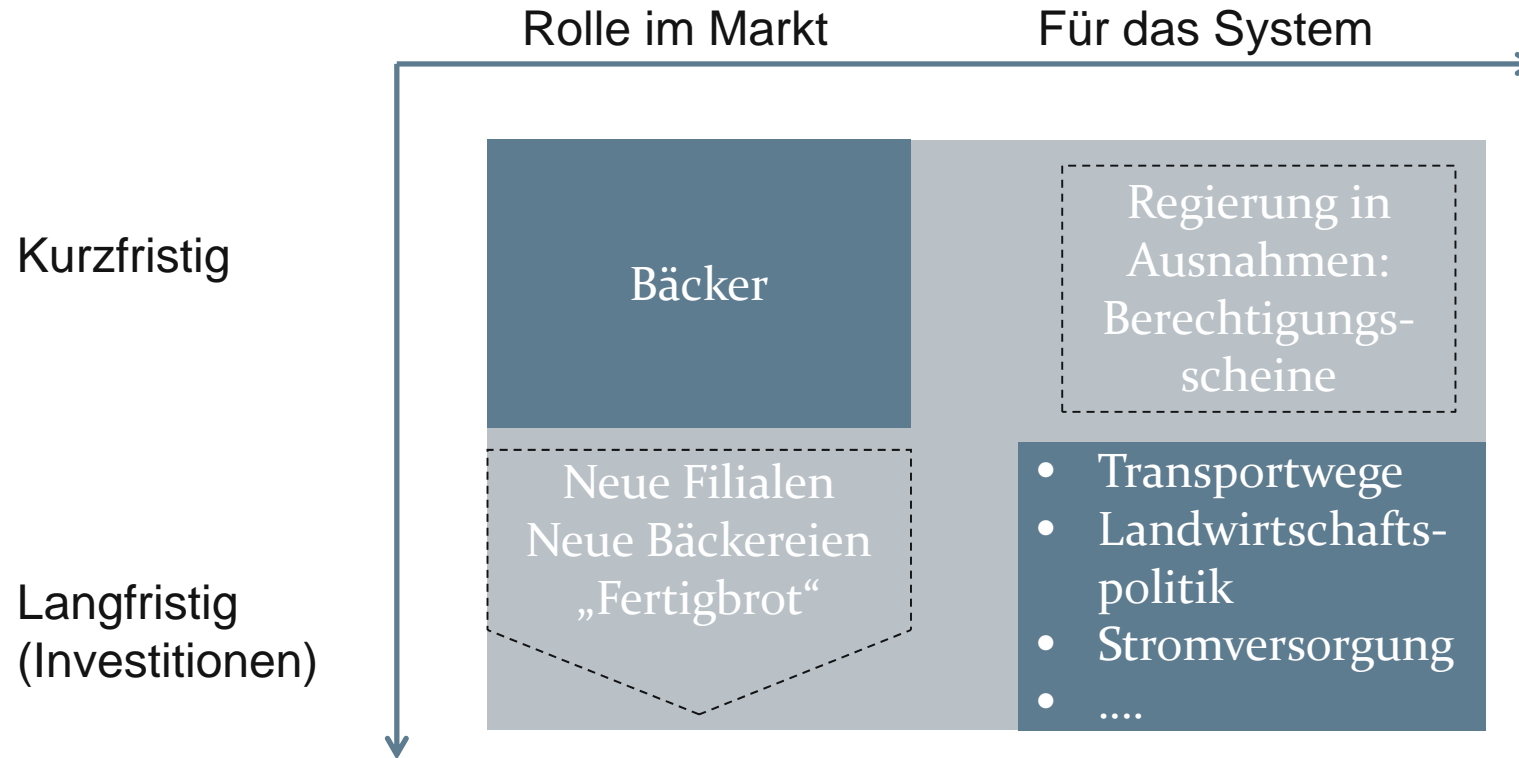 Rolle im Markt
Für das System
Kurzfristig
Bäcker
Regierung in
Ausnahmen:
Berechtigungs-
scheine
Langfristig
(Investitionen)
Neue Filialen
Neue Bäckereien
„Fertigbrot“
• Transportwege
• Landwirtschafts-
politik
• Stromversorgung
• ....